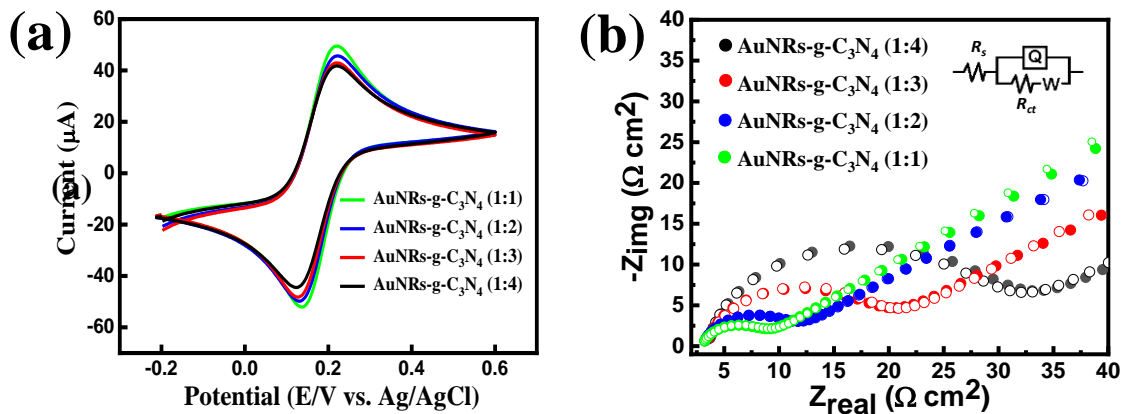 (a)
60
40
20
0
-20
-40
-60
Current (µA)
(a)
AuNRs-g-C₃N₄ (1:1)
AuNRs-g-C₃N₄ (1:2)
AuNRs-g-C₃N₄ (1:3)
AuNRs-g-C₃N₄ (1:4)
-0.2 0.0 0.2 0.4 0.6
Potential (E/V vs. Ag/AgCl)
(b)
40
35
30
25
20
15
10
5
0
-Zimg (Ω cm²)
AuNRs-g-C₃N₄ (1:4)
AuNRs-g-C₃N₄ (1:3)
AuNRs-g-C₃N₄ (1:2)
AuNRs-g-C₃N₄ (1:1)
Rs
Q
W
Rct
5 10 15 20 25 30 35 40
Zreal (Ω cm²)